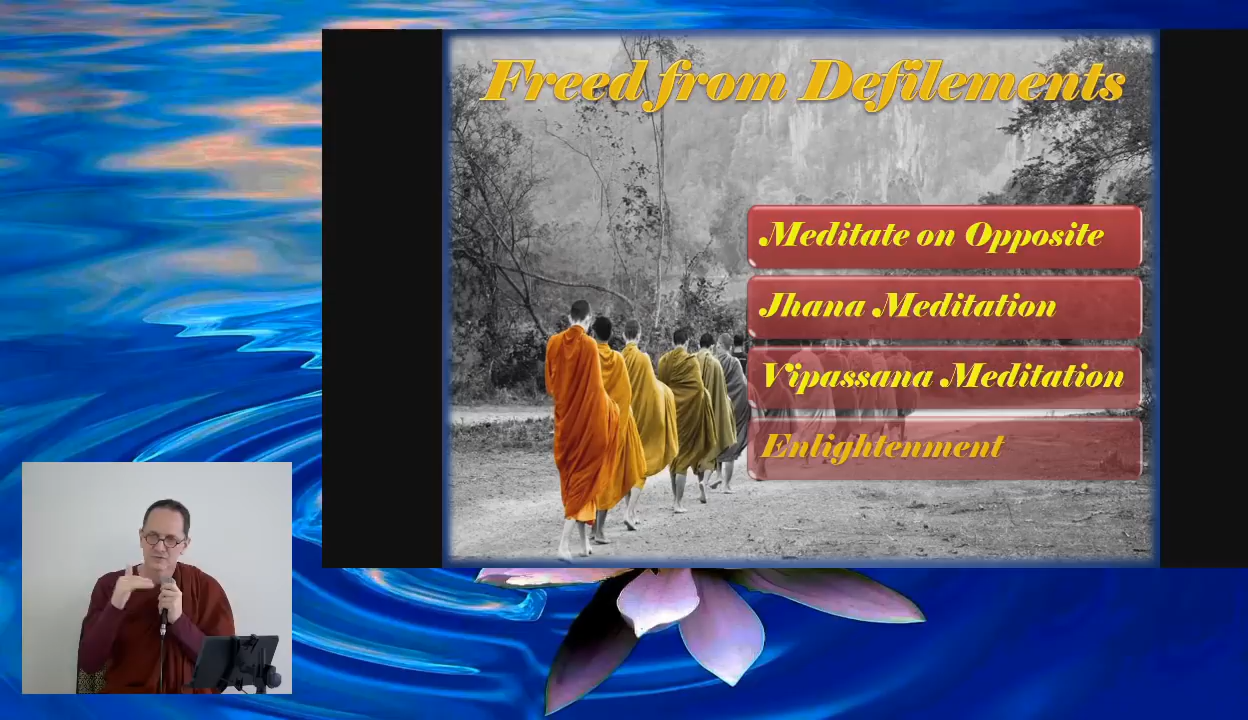 Freed from Defilements
Meditate on Opposite
Jhana Meditation
Vipassana Meditation
Enlightenment